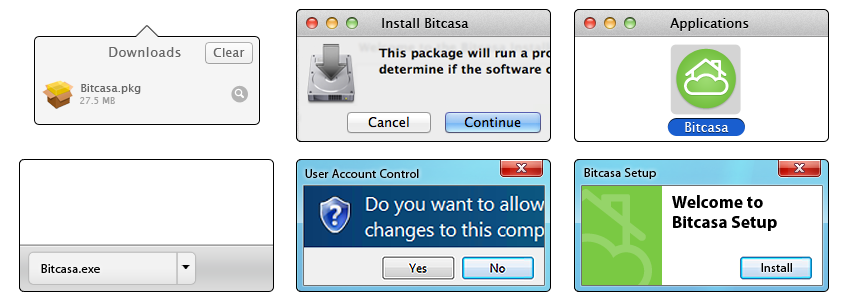 Downloads
Clear
Bitcasa.pkg
27.5 MB
Install Bitcasa
This package will run a pro
determine if the software c
Cancel
Continue
Applications
Bitcasa
Bitcasa.exe
User Account Control
Do you want to allow
changes to this comp
Yes
No
Bitcasa Setup
Welcome to
Bitcasa Setup
Install